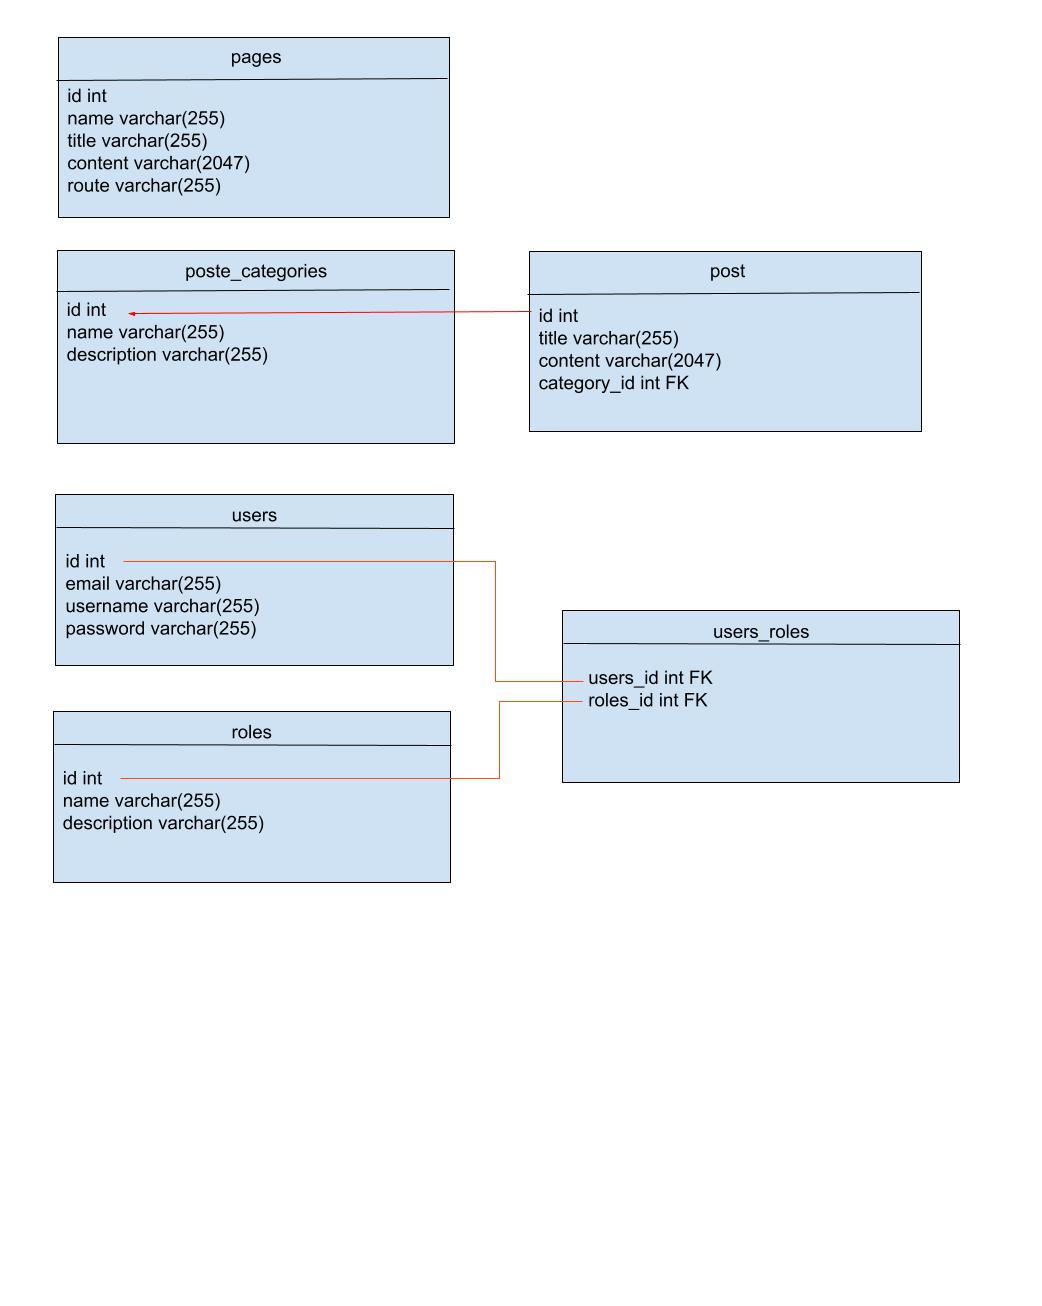 pages
id int
name varchar(255)
title varchar(255)
content varchar(2047)
route varchar(255)
poste_categories
id int
name varchar(255)
description varchar(255)
post
id int
title varchar(255)
content varchar(2047)
category_id int FK
users
id int
email varchar(255)
username varchar(255)
password varchar(255)
users_roles
users_id int FK
roles_id int FK
roles
id int
name varchar(255)
description varchar(255)